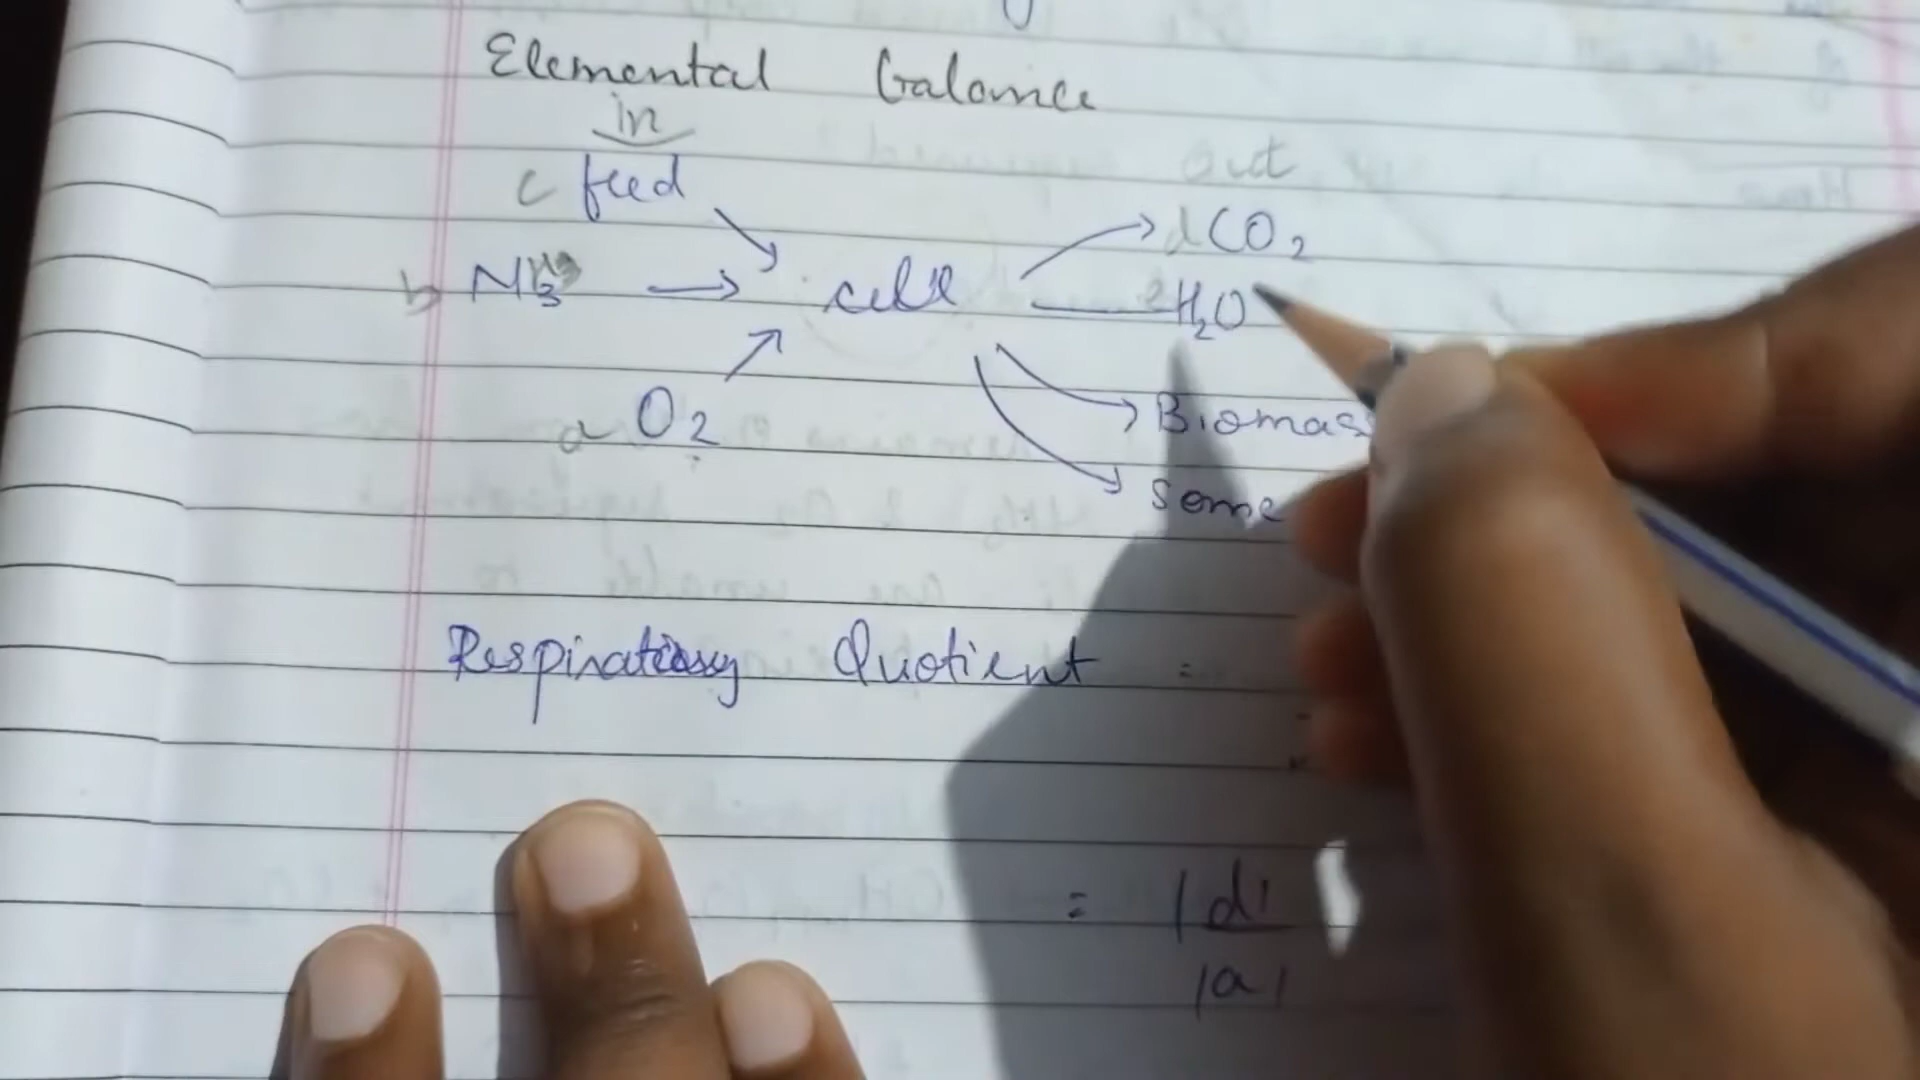 Elemental balance
in
out
c feed
d CO2
b NH3
cell
e H2O
a O2
Biomass
some
Respiratory Quotient =
= |d|
|a|